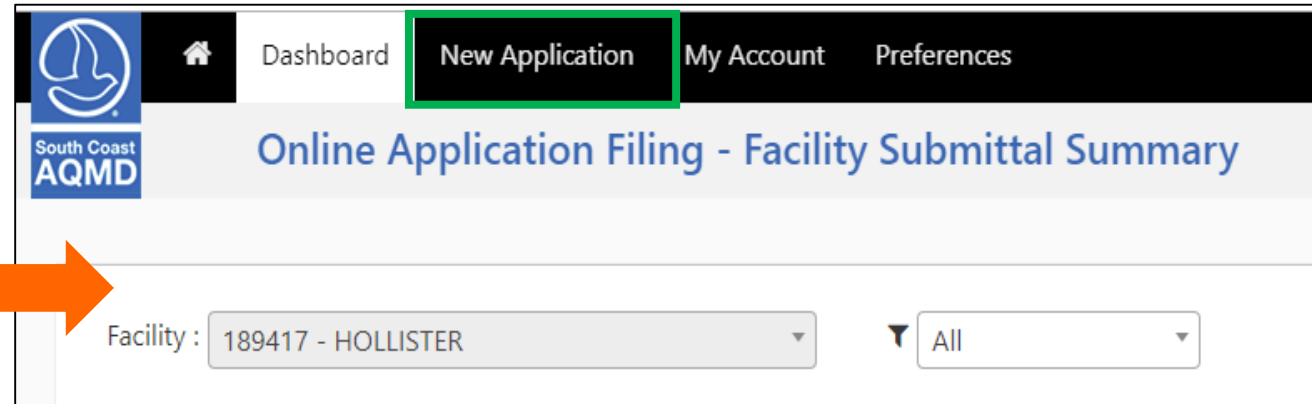 Dashboard New Application My Account Preferences
South Coast
AQMD
Online Application Filing - Facility Submittal Summary
Facility : 189417 - HOLLISTER All